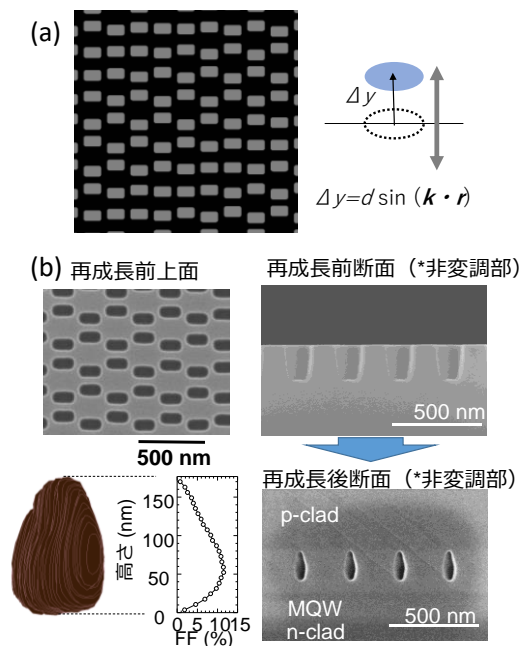 (a)
Δy
Δy=d sin (k・r)
(b) 再成長前上面
再成長前断面（*非変調部）
500 nm
500 nm
再成長後断面（*非変調部）
高さ (nm)
150
100
50
0
0 5 10 15
FF (%)
p-clad
MQW
n-clad
500 nm